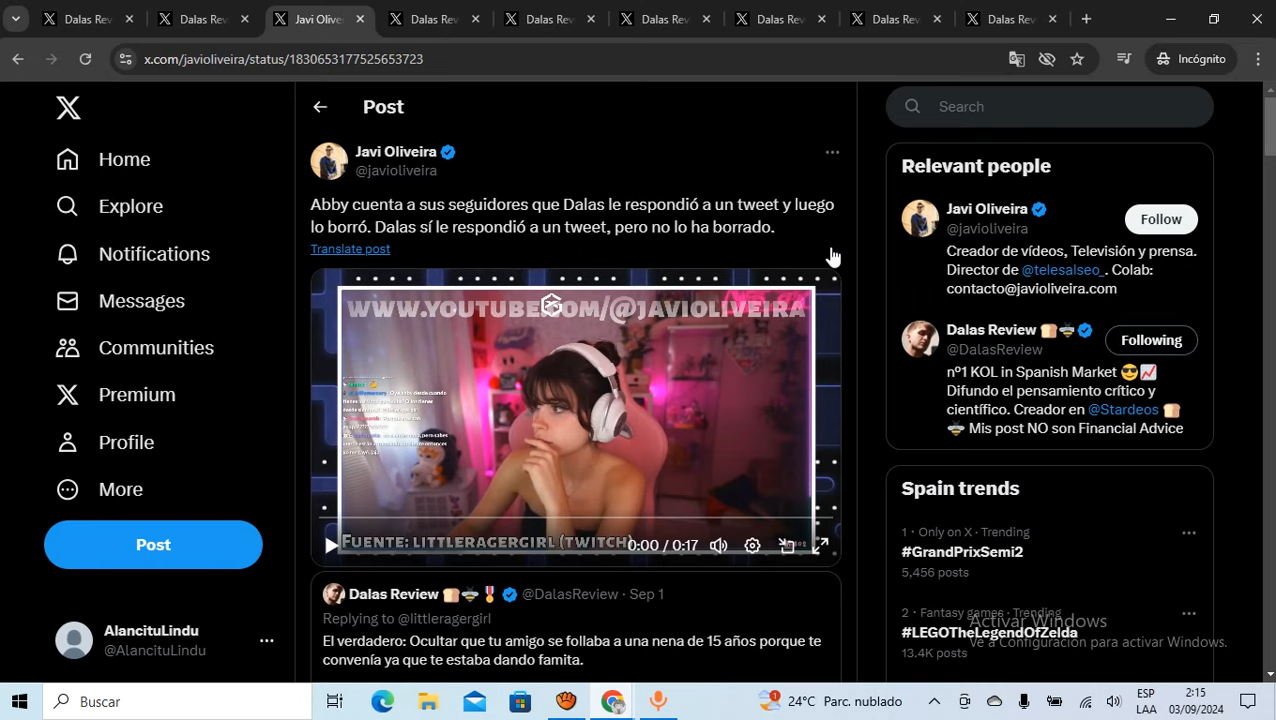 Dalas Rev
Dalas Rev
Javi Olive
Dalas Rev
Dalas Rev
Dalas Rev
Dalas Rev
Dalas Rev
Dalas Rev
x.com/javioliveira/status/1830653177525653723
Incógnito
Home
Explore
Notifications
Messages
Communities
Premium
Profile
More
Post
AlancituLindu
@AlancituLindu
Post
Javi Oliveira
@javioliveira
Abby cuenta a sus seguidores que Dalas le respondió a un tweet y luego
lo borró. Dalas sí le respondió a un tweet, pero no lo ha borrado.
Translate post
WWW.YOUTUBE.COM/@JAVIOLIVEIRA
FUENTE: LITTLERAGERGIRL (TWITCH)
0:00 / 0:17
Dalas Review @DalasReview · Sep 1
Replying to @littleragergirl
El verdadero: Ocultar que tu amigo se follaba a una nena de 15 años porque te
convenía ya que te estaba dando famita.
Search
Relevant people
Javi Oliveira
@javioliveira
Follow
Creador de vídeos, Televisión y prensa.
Director de @telesalseo_. Colab:
contacto@javioliveira.com
Dalas Review
@DalasReview
Following
nº1 KOL in Spanish Market
Difundo el pensamiento crítico y
científico. Creador en @Stardeos
Mis post NO son Financial Advice
Spain trends
1 · Only on X · Trending
#GrandPrixSemi2
5,456 posts
2 · Fantasy games · Trending
#LEGOTheLegendOfZelda
13.4K posts
Activar Windows
Ve a Configuración para activar Windows.
Buscar
24°C Parc. nublado
ESP
LAA
2:15
03/09/2024